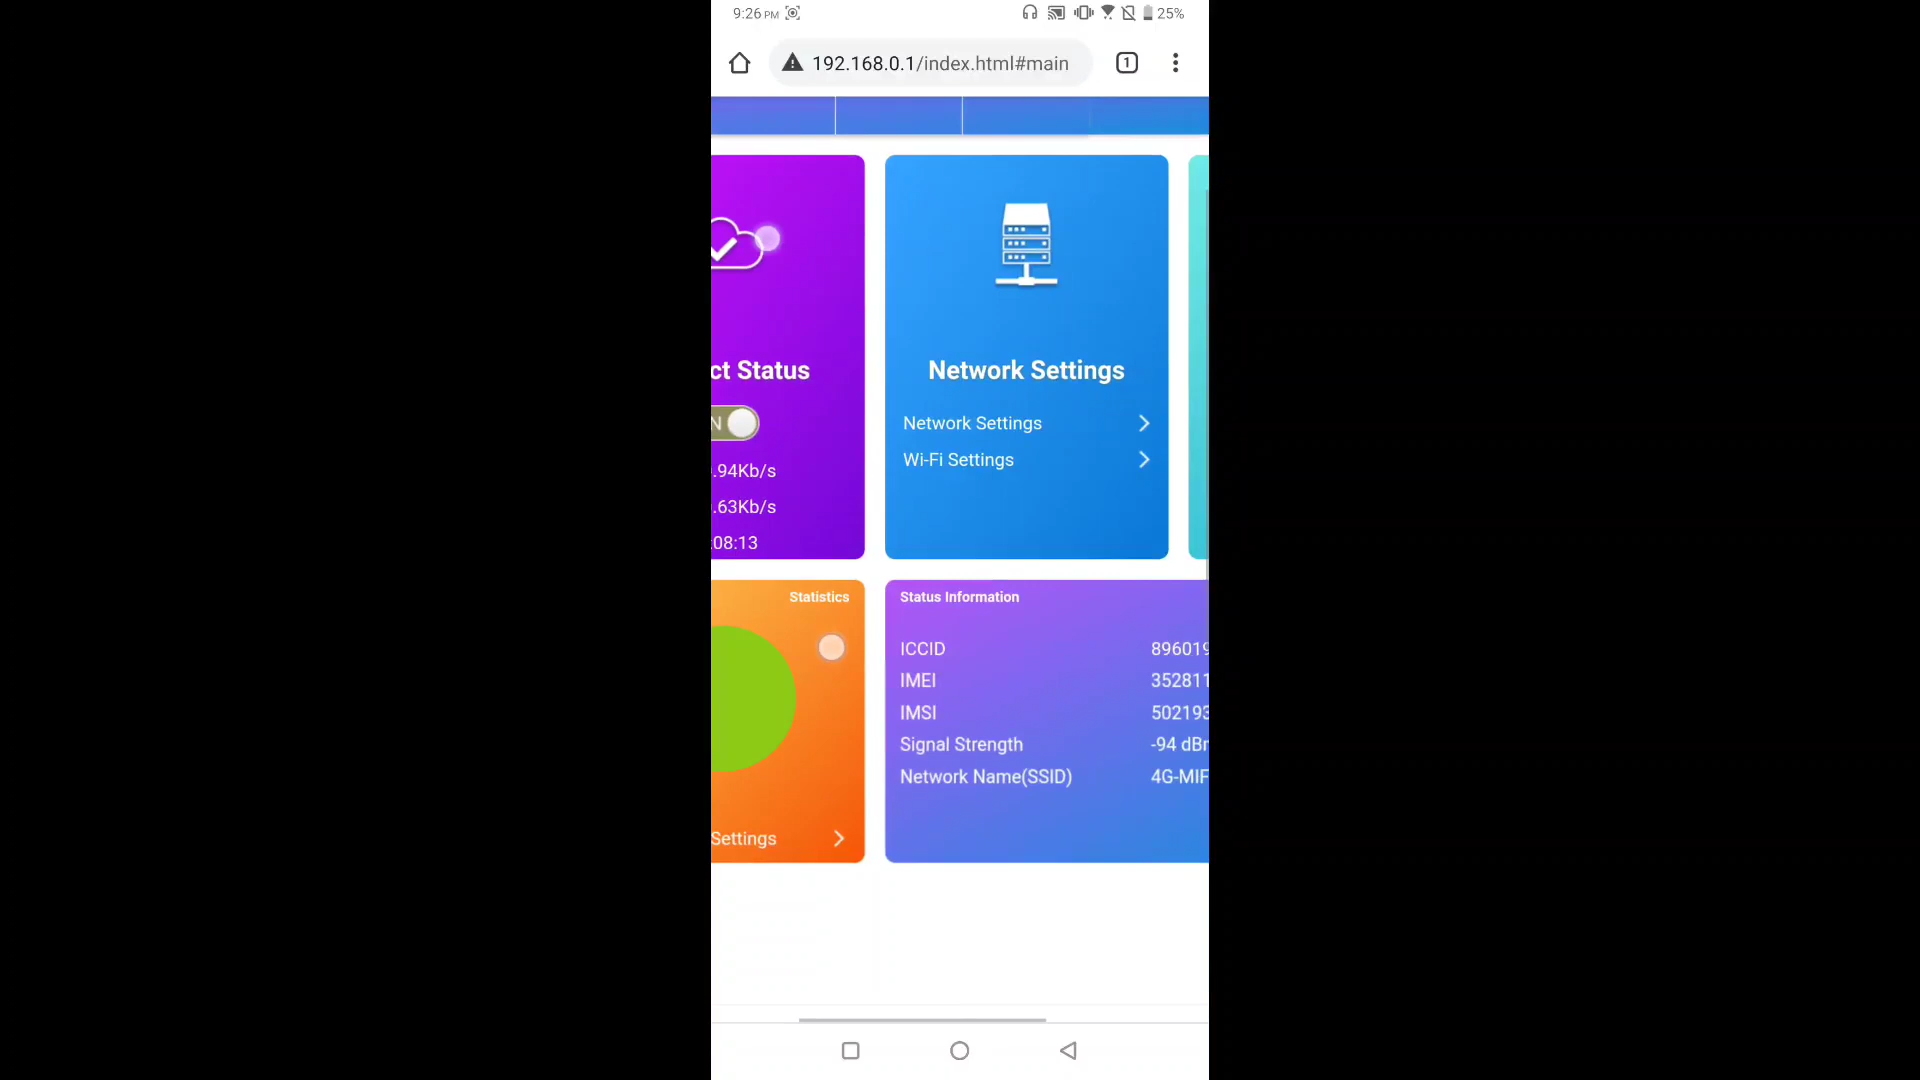 9:26 PM 25%
192.168.0.1/index.html#main 1
ct Status
N
.94Kb/s
.63Kb/s
:08:13
Network Settings
Network Settings
Wi-Fi Settings
Statistics
Settings
Status Information
ICCID 896019
IMEI 352811
IMSI 502193
Signal Strength -94 dBm
Network Name(SSID) 4G-MIF